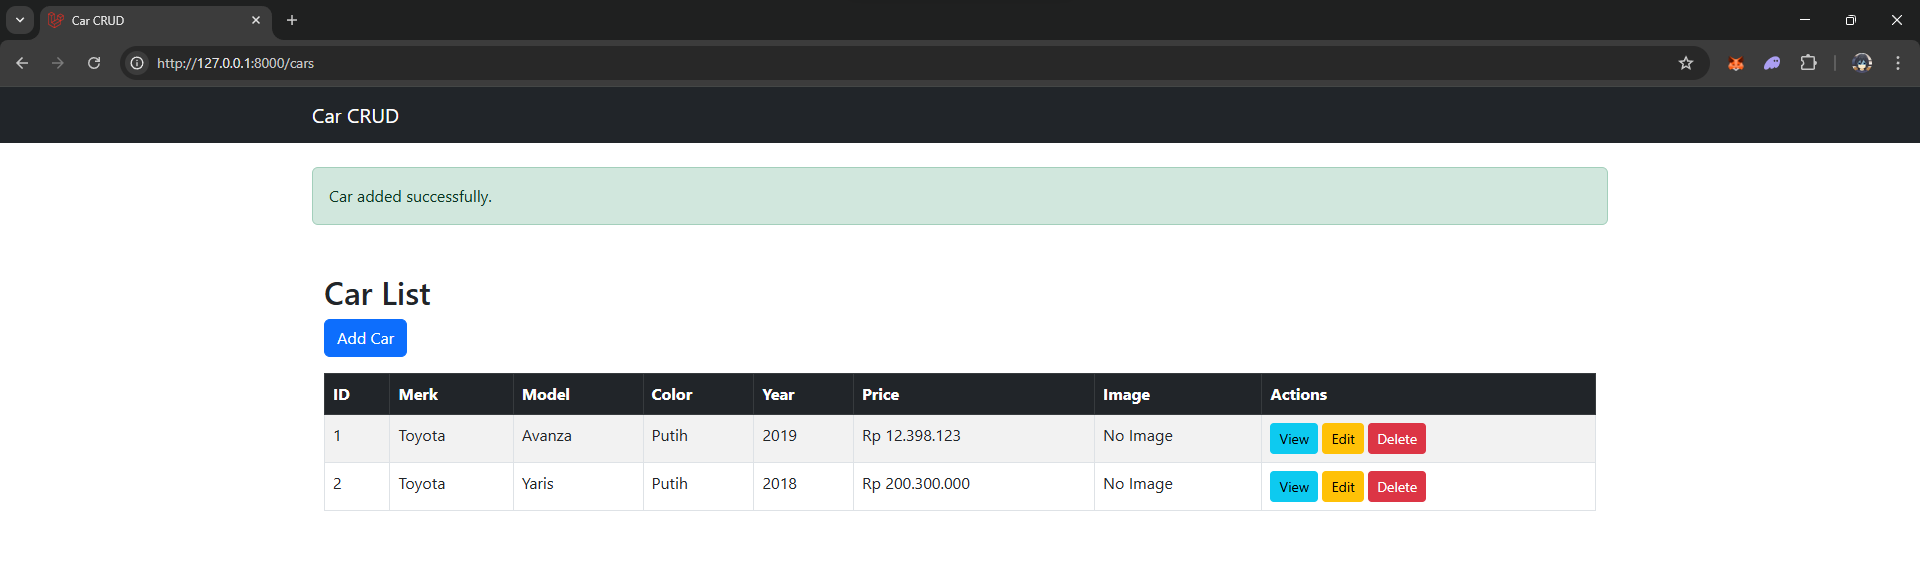 Car CRUD
http://127.0.0.1:8000/cars
Car CRUD
Car added successfully.
Car List
Add Car
ID Merk Model Color Year Price Image Actions
1 Toyota Avanza Putih 2019 Rp 12.398.123 No Image View Edit Delete
2 Toyota Yaris Putih 2018 Rp 200.300.000 No Image View Edit Delete